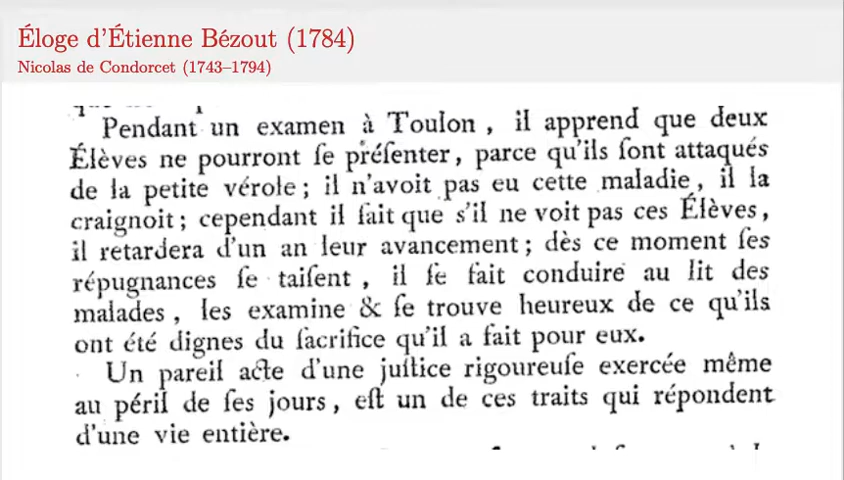 Éloge d'Étienne Bézout (1784)
Nicolas de Condorcet (1743–1794)
Pendant un examen à Toulon, il apprend que deux
Élèves ne pourront ſe préſenter, parce qu'ils ſont attaqués
de la petite vérole; il n'avoit pas eu cette maladie, il la
craignoit; cependant il ſait que s'il ne voit pas ces Élèves,
il retardera d'un an leur avancement; dès ce moment ſes
répugnances ſe taiſent, il ſe fait conduire au lit des
malades, les examine & ſe trouve heureux de ce qu'ils
ont été dignes du ſacrifice qu'il a fait pour eux.
Un pareil acte d'une juſtice rigoureuſe exercée même
au péril de ſes jours, eſt un de ces traits qui répondent
d'une vie entière.